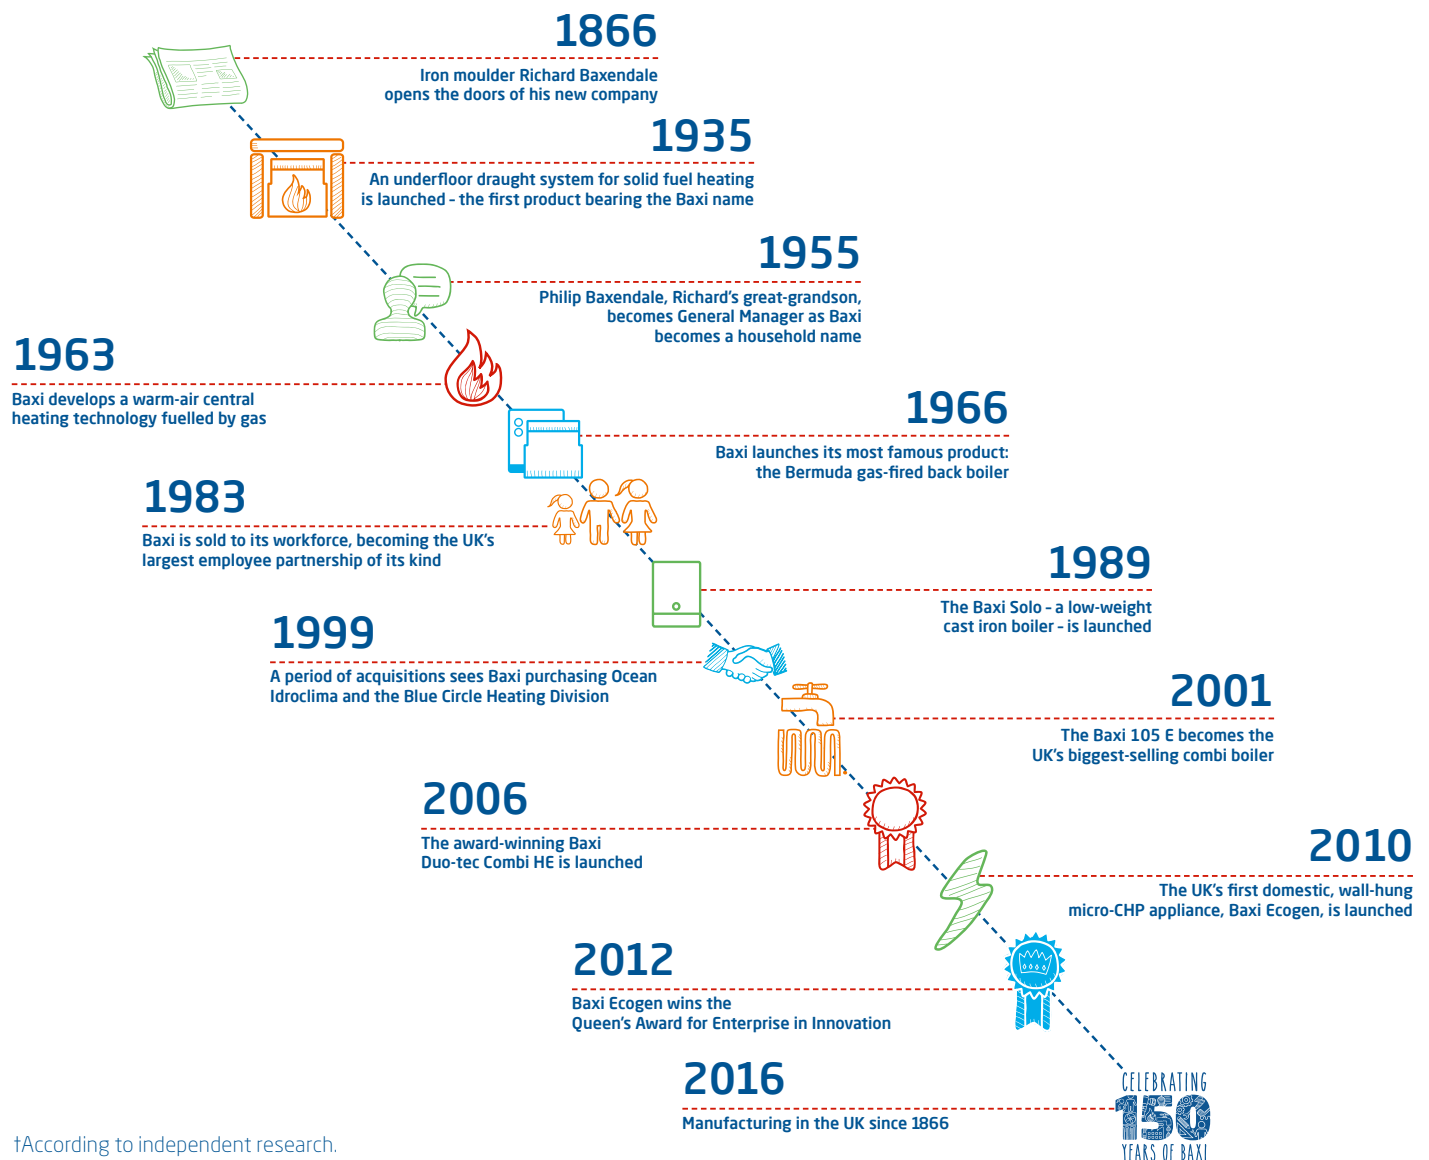 1866
Iron moulder Richard Baxendale
opens the doors of his new company
1935
An underfloor draught system for solid fuel heating
is launched – the first product bearing the Baxi name
1955
Philip Baxendale, Richard's great-grandson,
becomes General Manager as Baxi
becomes a household name
1963
Baxi develops a warm-air central
heating technology fuelled by gas
1966
Baxi launches its most famous product:
the Bermuda gas-fired back boiler
1983
Baxi is sold to its workforce, becoming the UK's
largest employee partnership of its kind
1989
The Baxi Solo – a low-weight
cast iron boiler – is launched
1999
A period of acquisitions sees Baxi purchasing Ocean
Idroclima and the Blue Circle Heating Division
2001
The Baxi 105 E becomes the
UK's biggest-selling combi boiler
2006
The award-winning Baxi
Duo-tec Combi HE is launched
2010
The UK's first domestic, wall-hung
micro-CHP appliance, Baxi Ecogen, is launched
2012
Baxi Ecogen wins the
Queen's Award for Enterprise in Innovation
2016
Manufacturing in the UK since 1866
CELEBRATING
150
YEARS OF BAXI
†According to independent research.